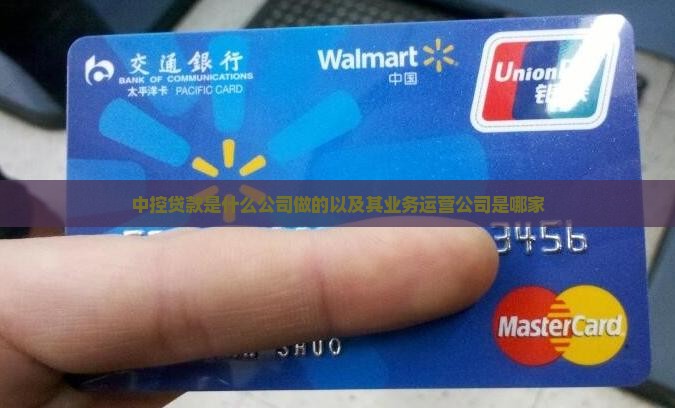 交通銀行
BANK OF COMMUNICATIONS
太平洋卡 PACIFIC CARD
Walmart
中国
Union
银
中控贷款是什么公司做的以及其业务运营公司是哪家
3456
MasterCard
SHUO